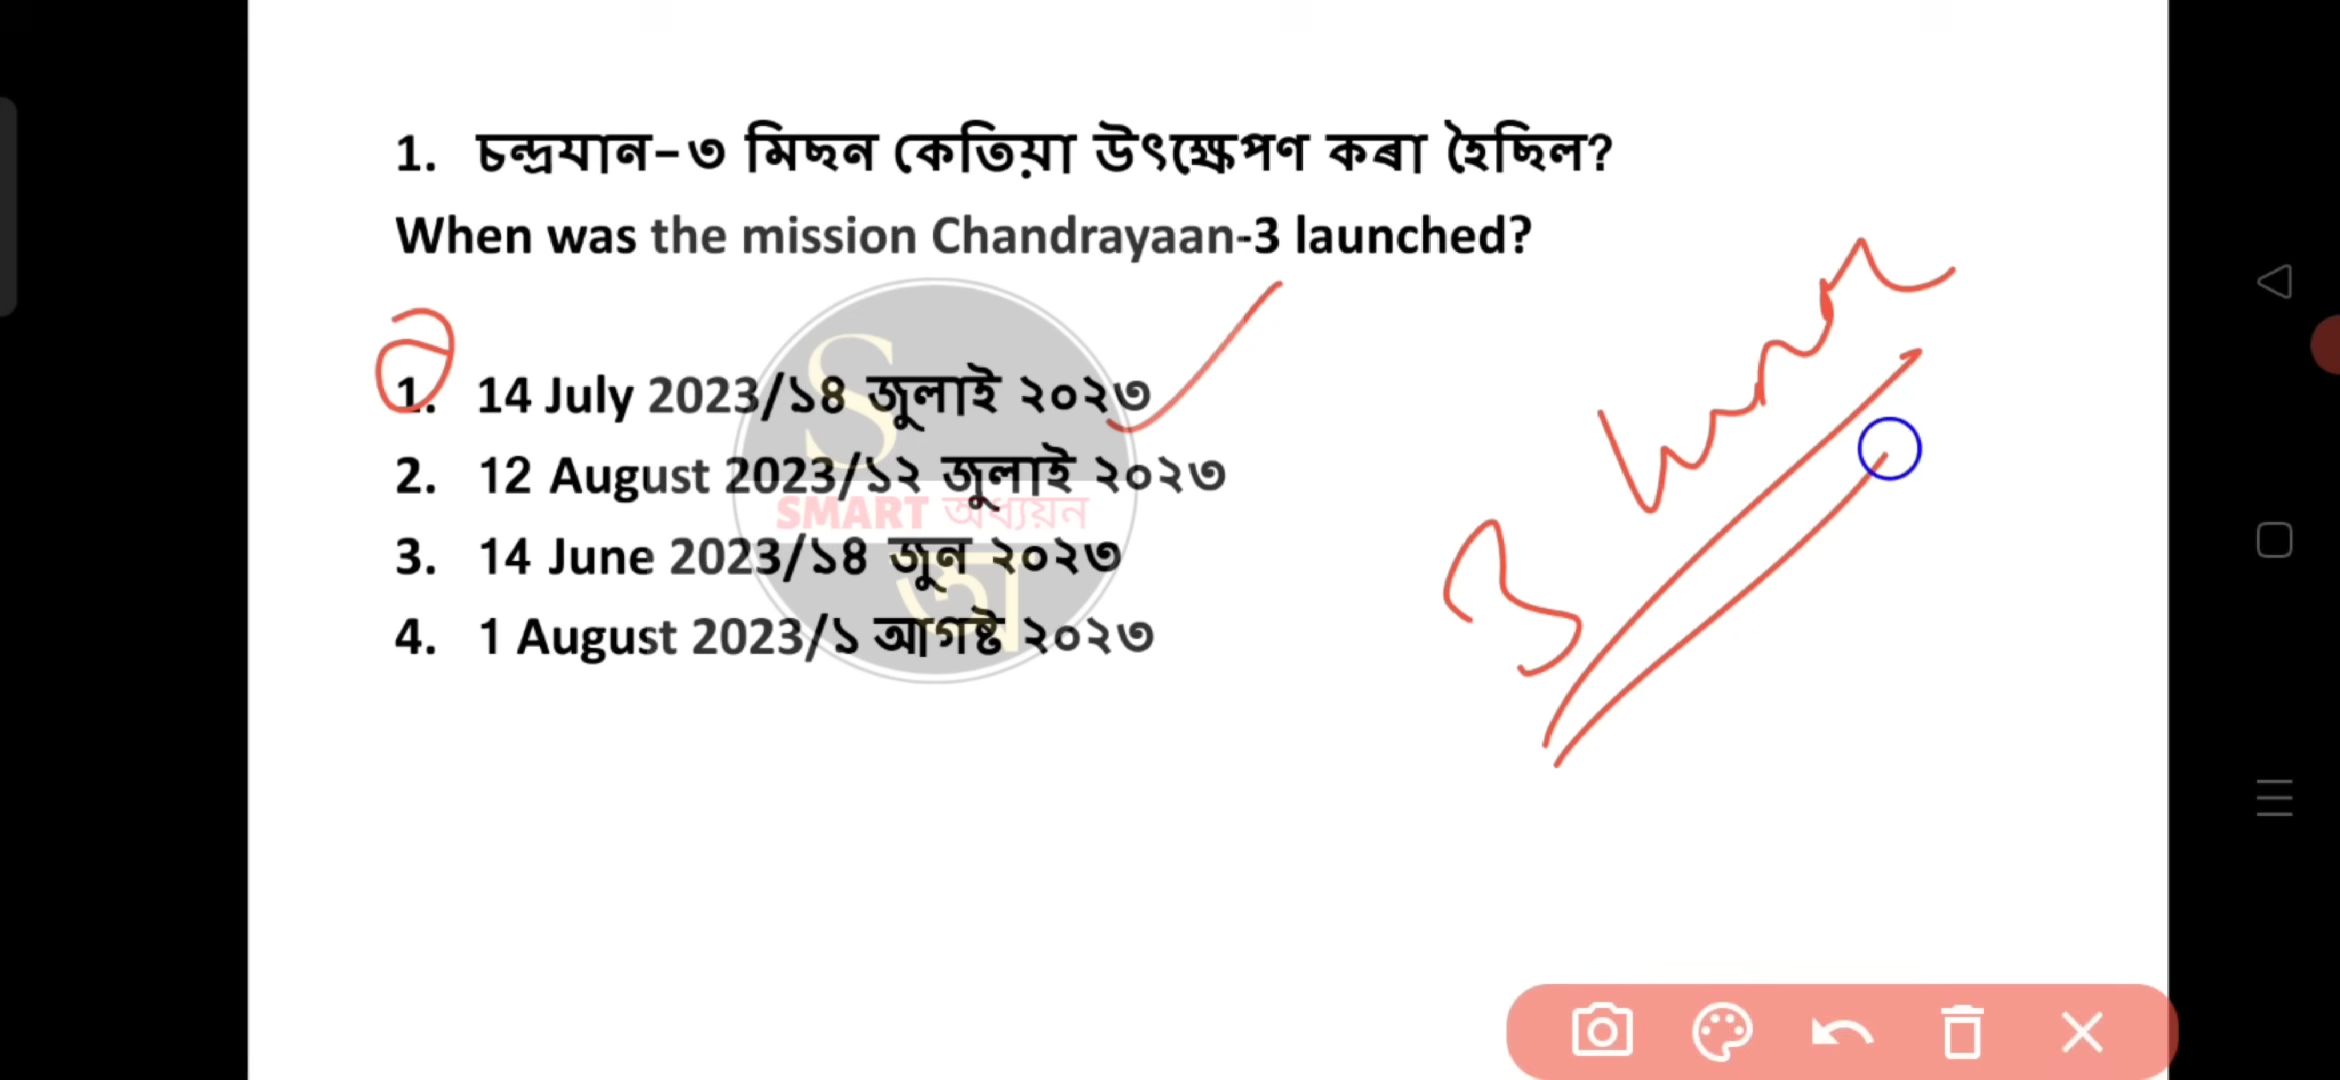 1. চন্দ্ৰযান-৩ মিছন কেতিয়া উৎক্ষেপণ কৰা হৈছিল?
When was the mission Chandrayaan-3 launched?
1. 14 July 2023/১৪ জুলাই ২০২৩
2. 12 August 2023/১২ জুলাই ২০২৩
SMART অধ্যয়ন
3. 14 June 2023/১৪ জুন ২০২৩
4. 1 August 2023/১ আগষ্ট ২০২৩